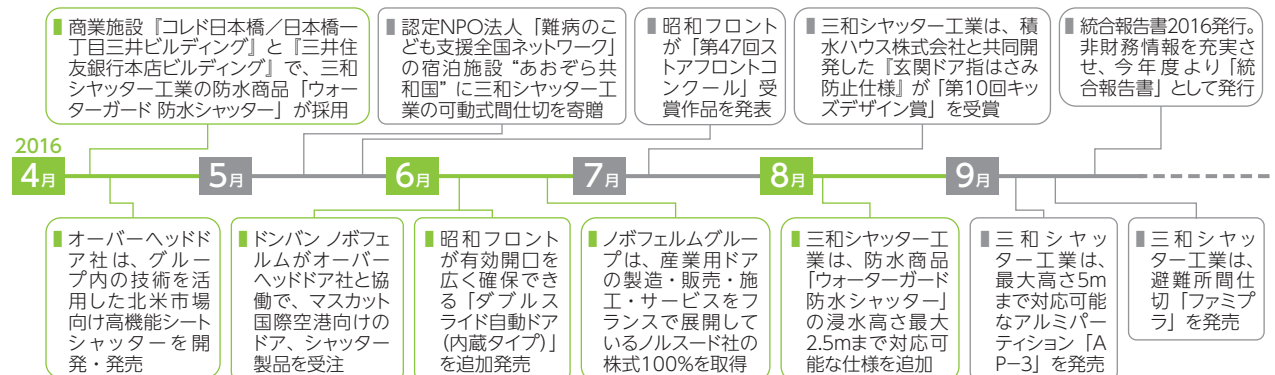 ■商業施設『コレド日本橋／日本橋一
丁目三井ビルディング』と『三井住
友銀行本店ビルディング』で、三和
シヤッター工業の防水商品「ウォー
ターガード 防水シャッター」が採用
■認定NPO法人「難病のこ
ども支援全国ネットワーク」
の宿泊施設 “あおぞら共
和国” に三和シヤッター工
業の可動式間仕切を寄贈
■昭和フロント
が「第47回ス
トアフロントコ
ンクール」受
賞作品を発表
■三和シヤッター工業は、積
水ハウス株式会社と共同開
発した『玄関ドア指はさみ
防止仕様』が「第10回キッ
ズデザイン賞」を受賞
■統合報告書2016発行。
非財務情報を充実さ
せ、今年度より「統
合報告書」として発行
2016
4月
5月
6月
7月
8月
9月
■オーバーヘッドド
ア社は、グルー
プ内の技術を活
用した北米市場
向け高機能シート
シャッターを開
発・発売
■ドンバン ノボフェ
ルムがオーバー
ヘッドドア社と協
働で、マスカット
国際空港向けの
ドア、シャッター
製品を受注
■昭和フロント
が有効開口を
広く確保でき
る「ダブルス
ライド自動ドア
（内蔵タイプ）」
を追加発売
■ノボフェルムグルー
プは、産業用ドア
の製造・販売・施
工・サービスをフ
ランスで展開して
いるノルスード社の
株式100%を取得
■三和シヤッター工
業は、防水商品
「ウォーターガード
防水シャッター」
の浸水高さ最大
2.5mまで対応可
能な仕様を追加
■三和シヤッ
ター工業は、
最大高さ5m
まで対応可能
なアルミパー
ティション「A
P−3」を発売
■三和シヤッ
ター工業は、
避難所間仕
切「ファミプ
ラ」を発売